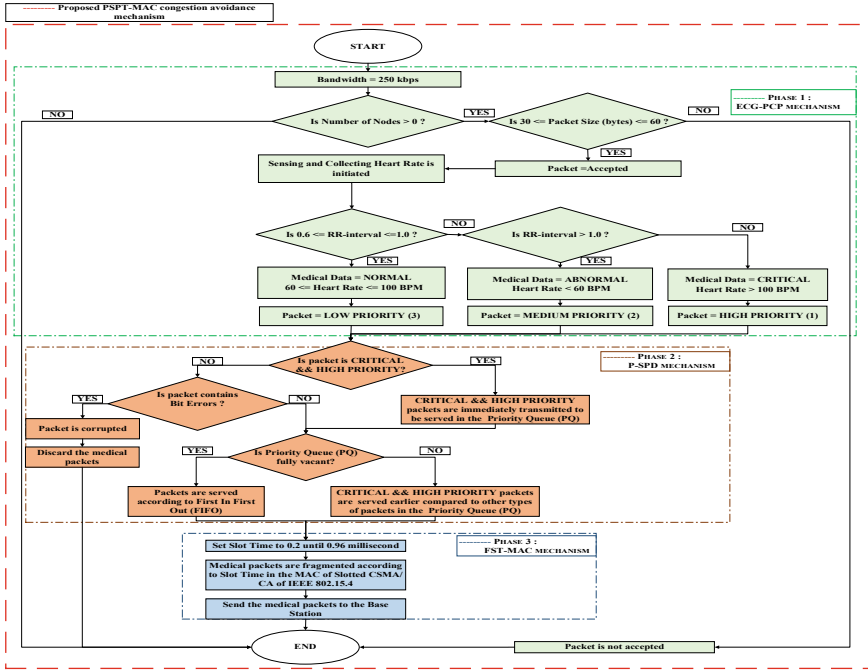 Proposed PSPT-MAC congestion avoidance
mechanism
START
Bandwidth = 250 kbps
PHASE 1 :
ECG-PCP MECHANISM
NO
Is Number of Nodes > 0 ?
YES
Is 30 <= Packet Size (bytes) <= 60 ?
NO
YES
Sensing and Collecting Heart Rate is
initiated
Packet =Accepted
Is 0.6 <= RR-interval <=1.0 ?
NO
Is RR-interval > 1.0 ?
NO
YES
YES
Medical Data = NORMAL
60 <= Heart Rate <= 100 BPM
Medical Data = ABNORMAL
Heart Rate < 60 BPM
Medical Data = CRITICAL
Heart Rate > 100 BPM
Packet = LOW PRIORITY (3)
Packet = MEDIUM PRIORITY (2)
Packet = HIGH PRIORITY (1)
PHASE 2 :
P-SPD MECHANISM
NO
Is packet is CRITICAL
&& HIGH PRIORITY?
YES
YES
Is packet contains
Bit Errors ?
NO
CRITICAL && HIGH PRIORITY
packets are immediately transmitted to
be served in the Priority Queue (PQ)
Packet is corrupted
Discard the medical
packets
YES
Is Priority Queue (PQ)
fully vacant?
NO
Packets are served
according to First In First
Out (FIFO)
CRITICAL && HIGH PRIORITY packets
are served earlier compared to other types
of packets in the Priority Queue (PQ)
PHASE 3 :
FST-MAC MECHANISM
Set Slot Time to 0.2 until 0.96 millisecond
Medical packets are fragmented according
to Slot Time in the MAC of Slotted CSMA/
CA of IEEE 802.15.4
Send the medical packets to the Base
Station
END
Packet is not accepted